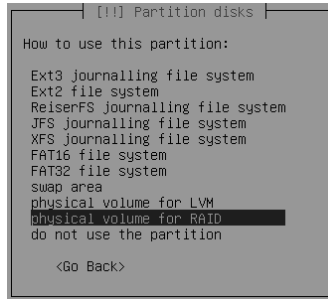 [!!] Partition disks
How to use this partition:
Ext3 journalling file system
Ext2 file system
ReiserFS journalling file system
JFS journalling file system
XFS journalling file system
FAT16 file system
FAT32 file system
swap area
physical volume for LVM
physical volume for RAID
do not use the partition
<Go Back>